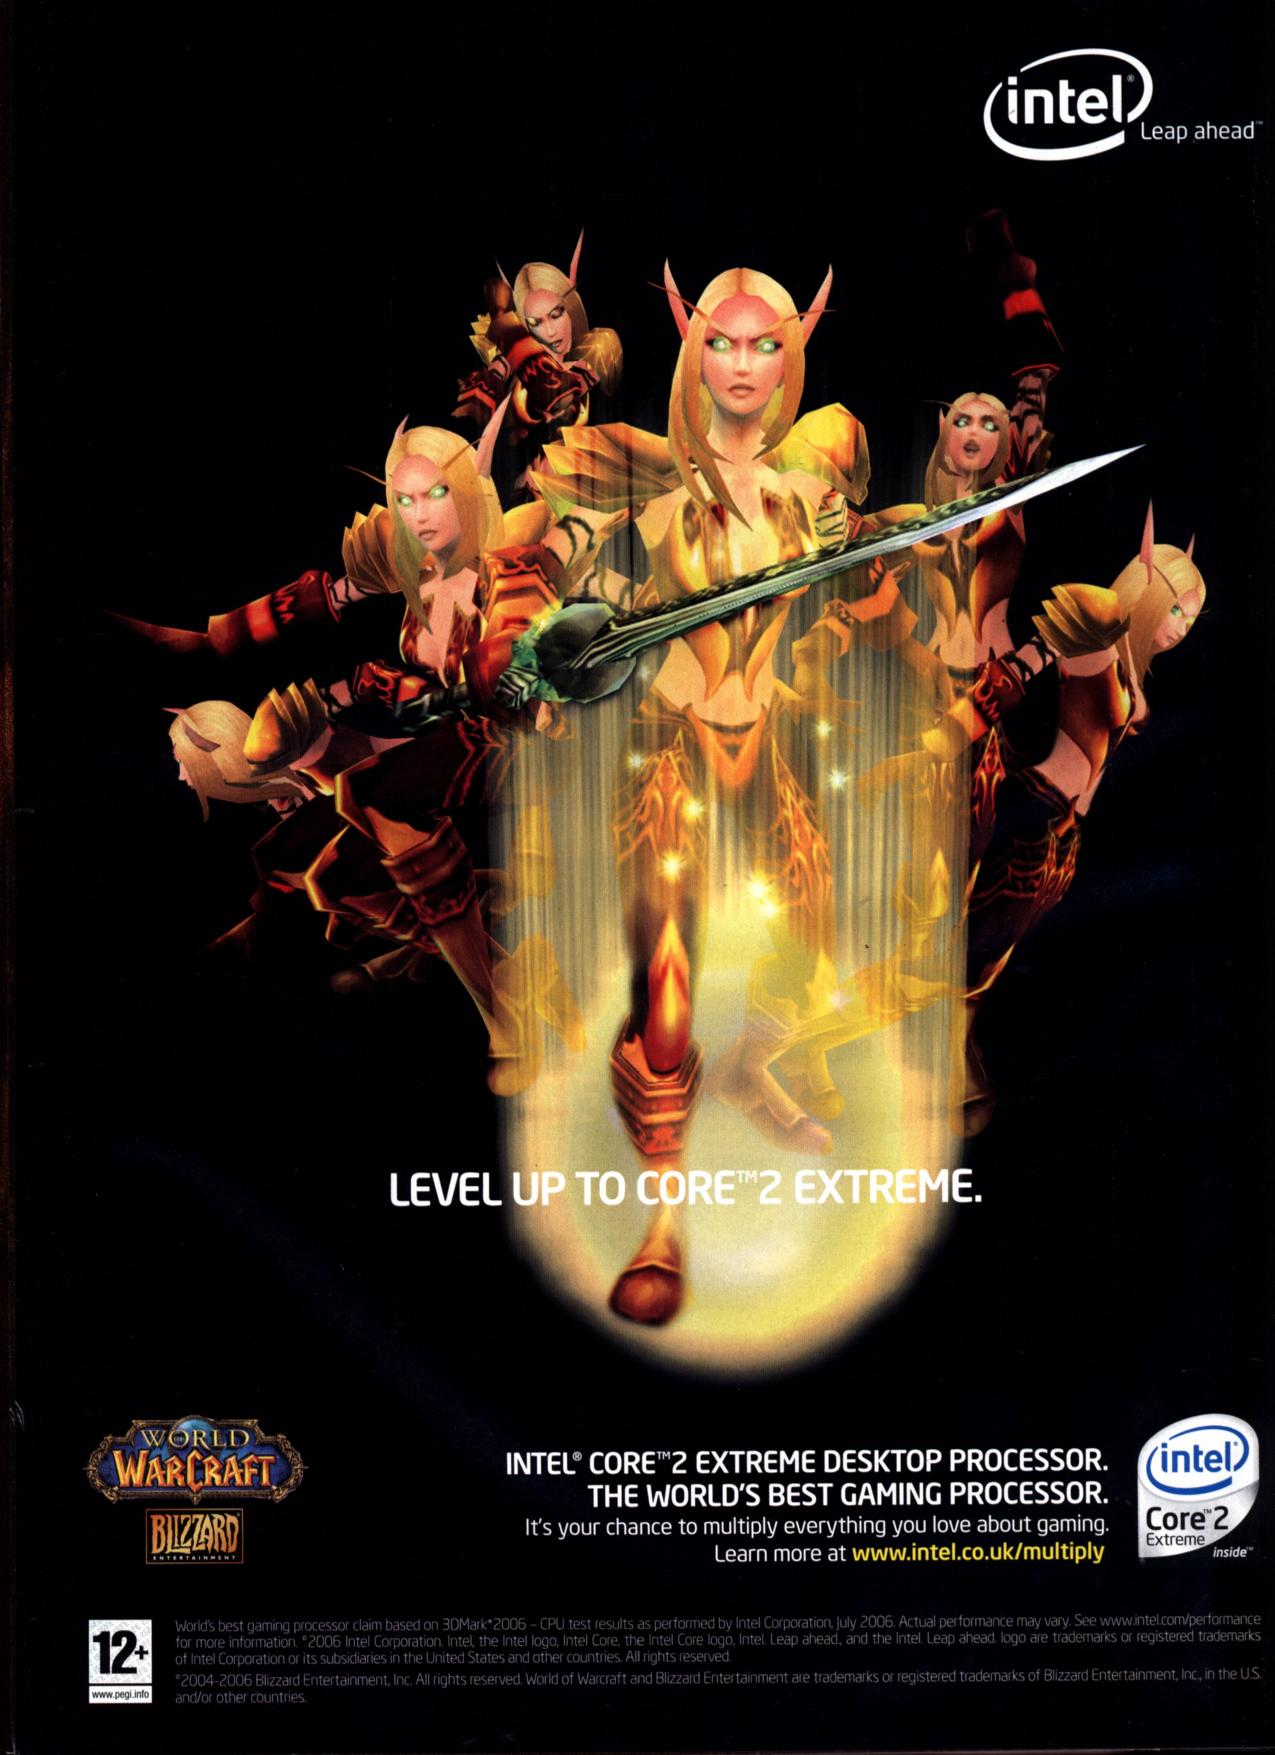 intel®
Leap ahead™
LEVEL UP TO CORE™2 EXTREME.
WORLD
OF
WARCRAFT
BLIZZARD
ENTERTAINMENT
INTEL® CORE™2 EXTREME DESKTOP PROCESSOR.
THE WORLD'S BEST GAMING PROCESSOR.
It's your chance to multiply everything you love about gaming.
Learn more at www.intel.co.uk/multiply
intel®
Core™2
Extreme
inside™
12+
www.pegi.info
World's best gaming processor claim based on 3DMark*2006 – CPU test results as performed by Intel Corporation, July 2006. Actual performance may vary. See www.intel.com/performance
for more information. ©2006 Intel Corporation. Intel, the Intel logo, Intel Core, the Intel Core logo, Intel. Leap ahead., and the Intel. Leap ahead. logo are trademarks or registered trademarks
of Intel Corporation or its subsidiaries in the United States and other countries. All rights reserved.
©2004-2006 Blizzard Entertainment, Inc. All rights reserved. World of Warcraft and Blizzard Entertainment are trademarks or registered trademarks of Blizzard Entertainment, Inc., in the U.S.
and/or other countries.